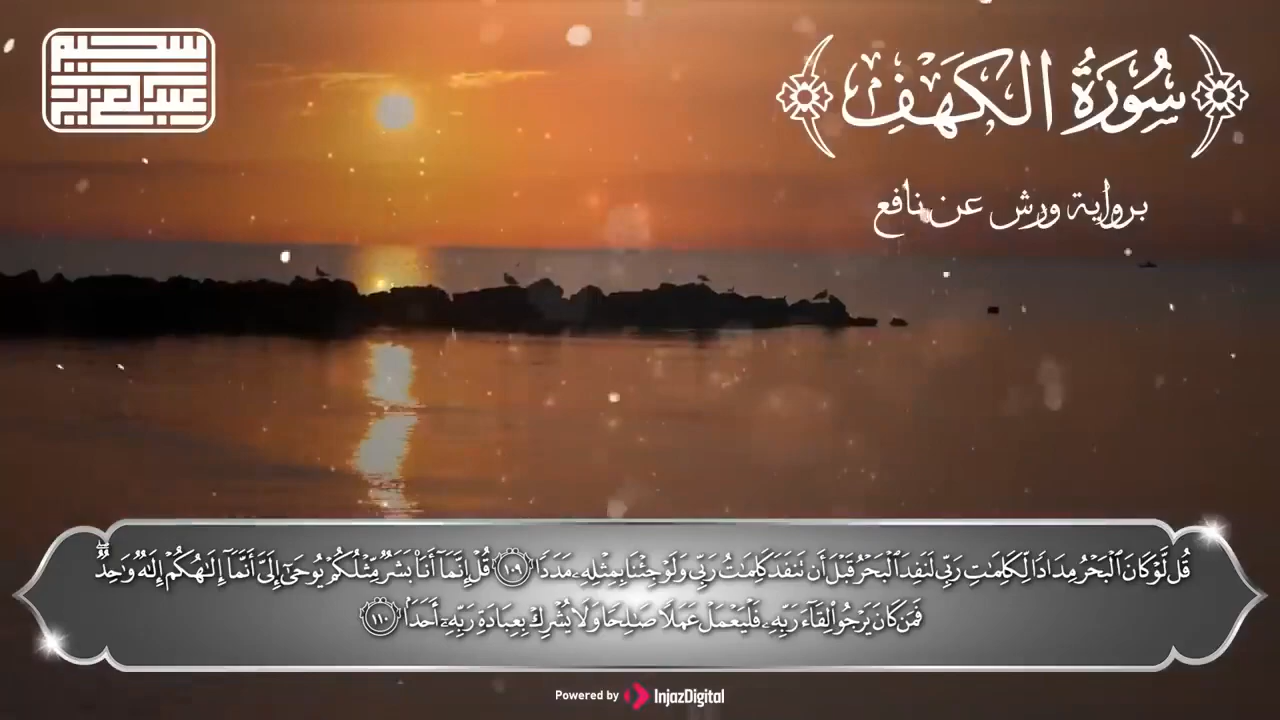 سُورَةُ الكَهَفِ
برواية ورش عن نافع
قُل لَّوْ كَانَ ٱلْبَحْرُ مِدَادًا لِّكَلِمَٰتِ رَبِّى لَنَفِدَ ٱلْبَحْرُ قَبْلَ أَن تَنفَدَ كَلِمَٰتُ رَبِّى وَلَوْ جِئْنَا بِمِثْلِهِۦ مَدَدًا ١٠٩ قُلْ إِنَّمَآ أَنَا۠ بَشَرٌ مِّثْلُكُمْ يُوحَىٰٓ إِلَىَّ أَنَّمَآ إِلَٰهُكُمْ إِلَٰهٌ وَٰحِدٌ
فَمَن كَانَ يَرْجُوا۟ لِقَآءَ رَبِّهِۦ فَلْيَعْمَلْ عَمَلًا صَٰلِحًا وَلَا يُشْرِكْ بِعِبَادَةِ رَبِّهِۦٓ أَحَدًۢا ١١٠
Powered by InjazDigital